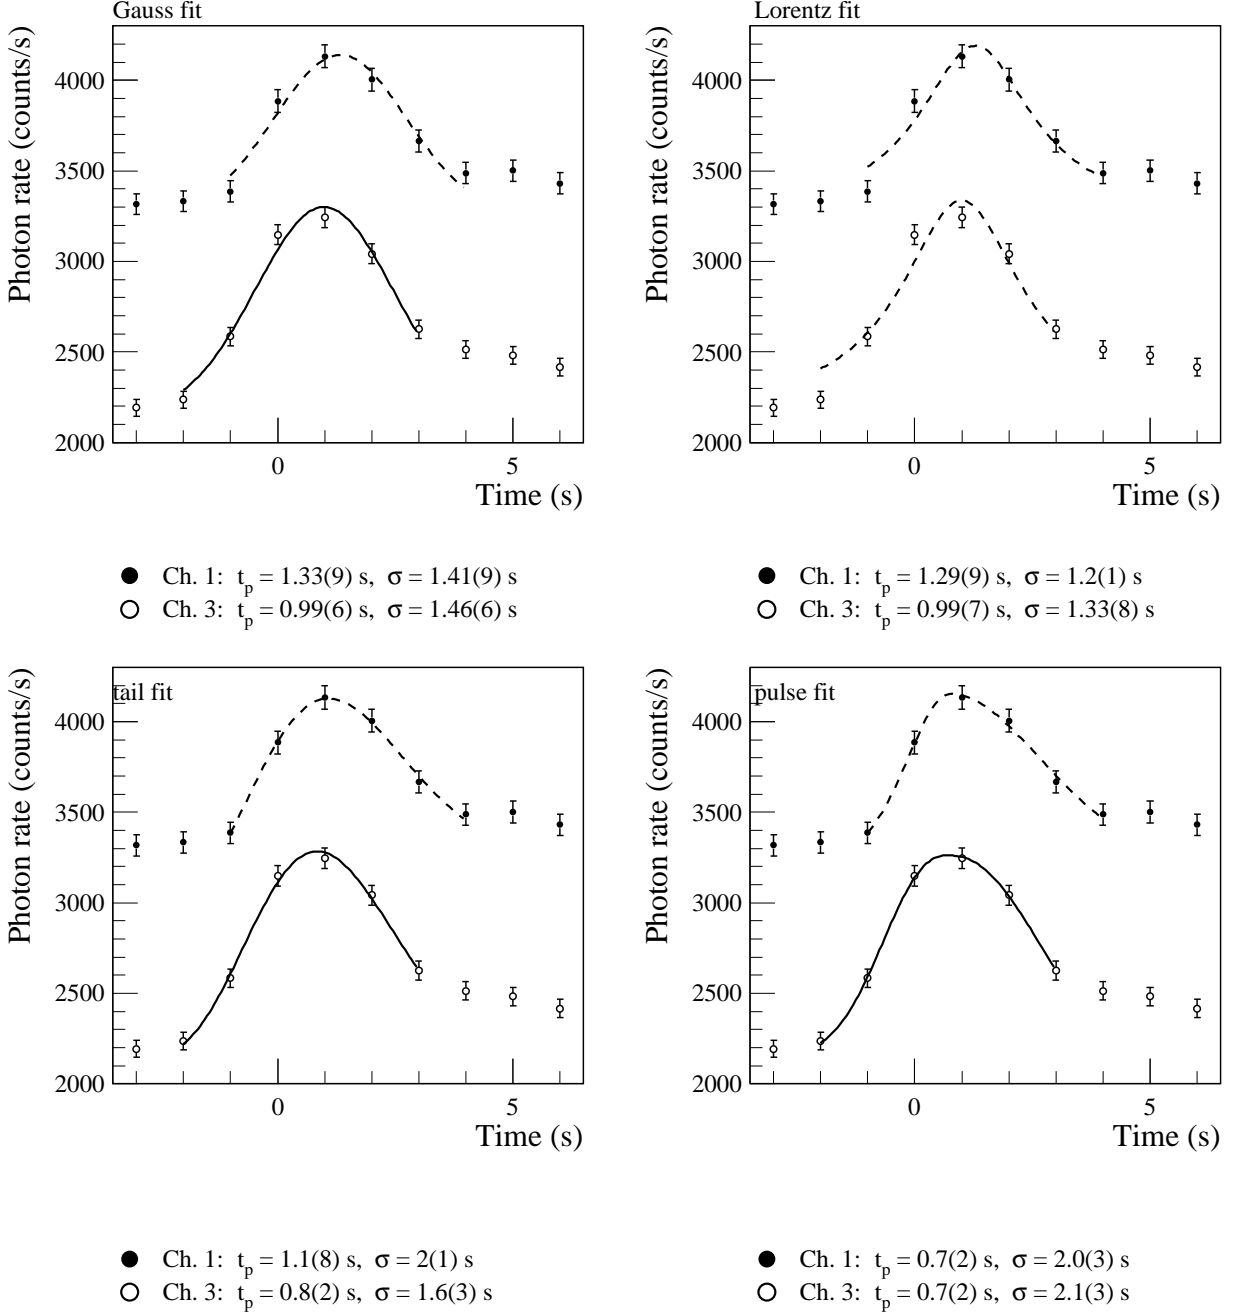 Gauss fit
Photon rate (counts/s)
4000
3500
3000
2500
2000
0
5
Time (s)
Ch. 1: t_p = 1.33(9) s, σ = 1.41(9) s
Ch. 3: t_p = 0.99(6) s, σ = 1.46(6) s
Lorentz fit
Photon rate (counts/s)
4000
3500
3000
2500
2000
0
5
Time (s)
Ch. 1: t_p = 1.29(9) s, σ = 1.2(1) s
Ch. 3: t_p = 0.99(7) s, σ = 1.33(8) s
tail fit
Photon rate (counts/s)
4000
3500
3000
2500
2000
0
5
Time (s)
Ch. 1: t_p = 1.1(8) s, σ = 2(1) s
Ch. 3: t_p = 0.8(2) s, σ = 1.6(3) s
pulse fit
Photon rate (counts/s)
4000
3500
3000
2500
2000
0
5
Time (s)
Ch. 1: t_p = 0.7(2) s, σ = 2.0(3) s
Ch. 3: t_p = 0.7(2) s, σ = 2.1(3) s